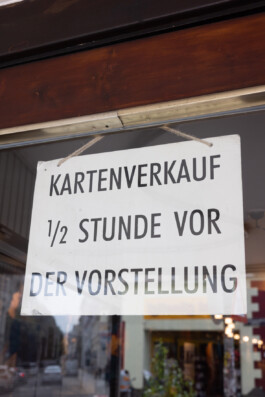 KARTENVERKAUF
1/2 STUNDE VOR
DER VORSTELLUNG